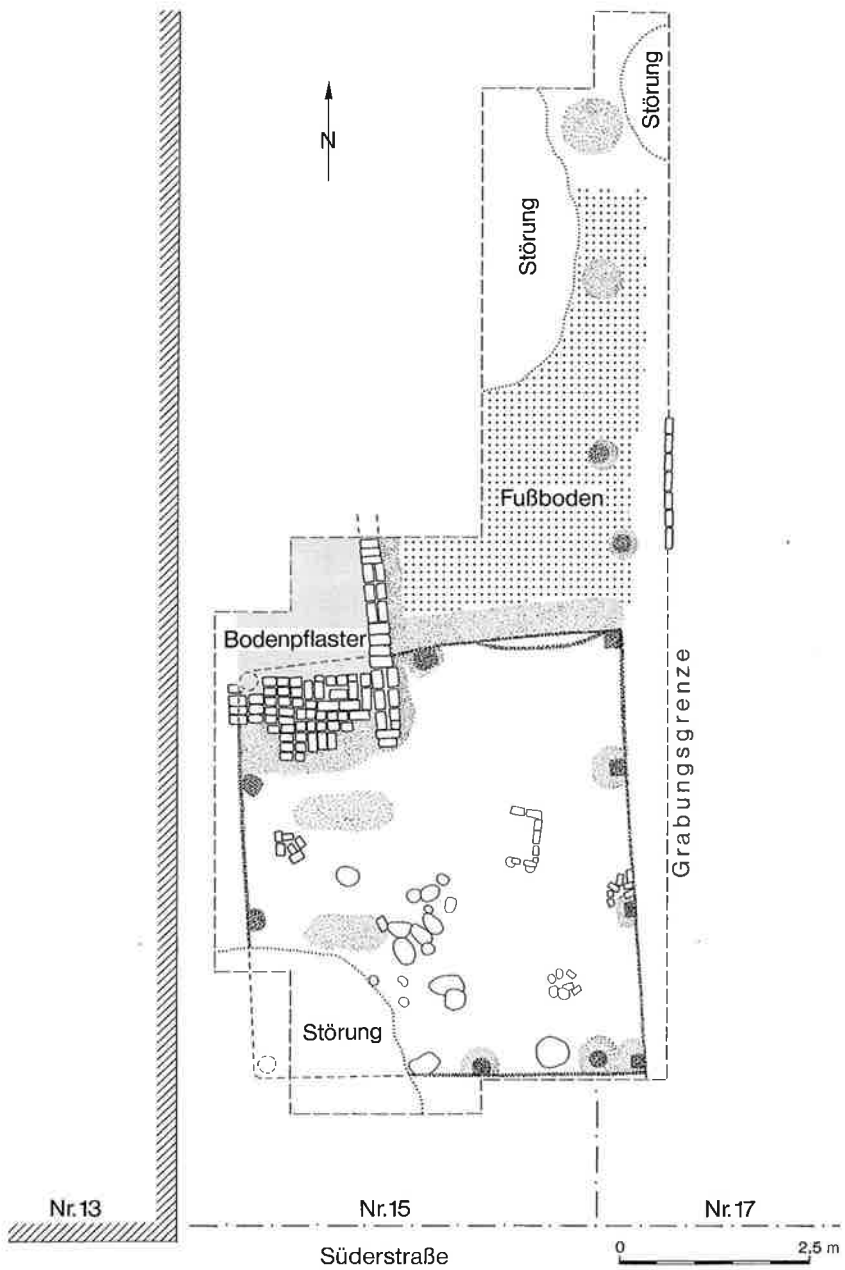 Störung
N
Störung
Fußboden
Bodenpflaster
Grabungsgrenze
Störung
Nr.13
Nr.15
Nr.17
Süderstraße
0
2,5 m